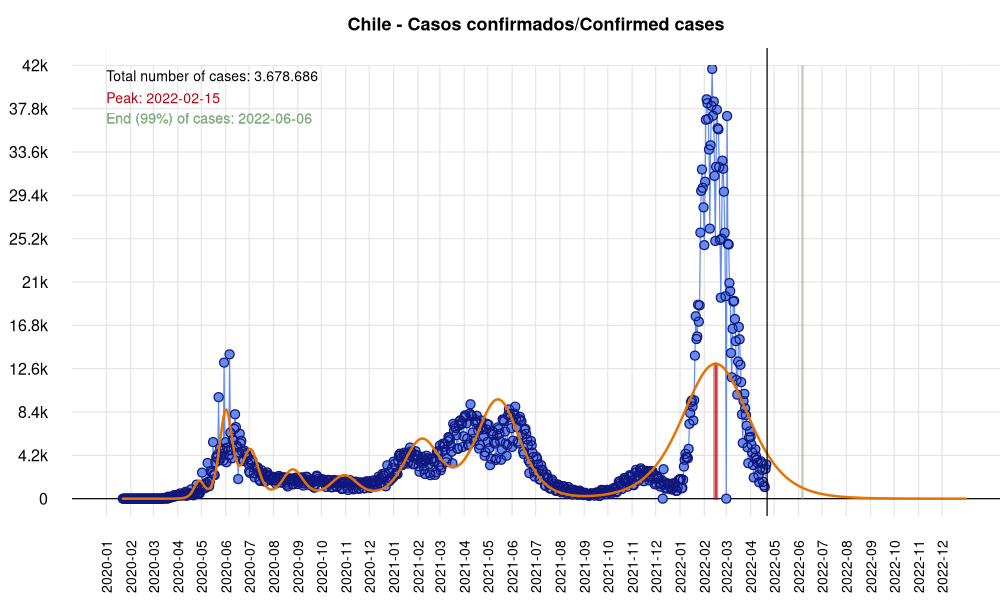 Chile - Casos confirmados/Confirmed cases
Total number of cases: 3.678.686
Peak: 2022-02-15
End (99%) of cases: 2022-06-06
42k
37.8k
33.6k
29.4k
25.2k
21k
16.8k
12.6k
8.4k
4.2k
0
2020-01
2020-02
2020-03
2020-04
2020-05
2020-06
2020-07
2020-08
2020-09
2020-10
2020-11
2020-12
2021-01
2021-02
2021-03
2021-04
2021-05
2021-06
2021-07
2021-08
2021-09
2021-10
2021-11
2021-12
2022-01
2022-02
2022-03
2022-04
2022-05
2022-06
2022-07
2022-08
2022-09
2022-10
2022-11
2022-12